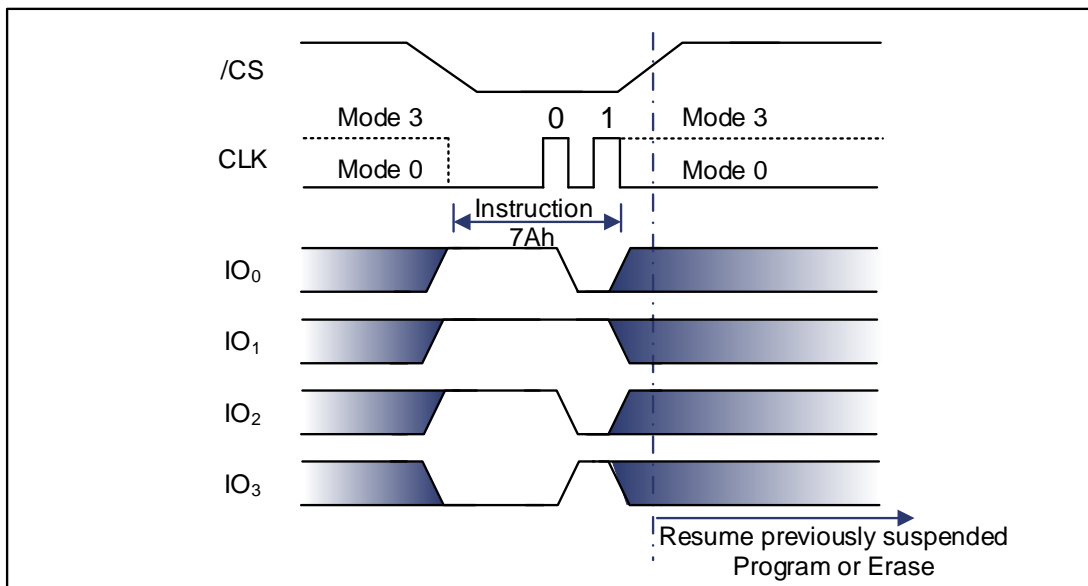 /CS
Mode 3 0 1 Mode 3
CLK
Mode 0 Mode 0
Instruction
7Ah
IO₀
IO₁
IO₂
IO₃
Resume previously suspended
Program or Erase